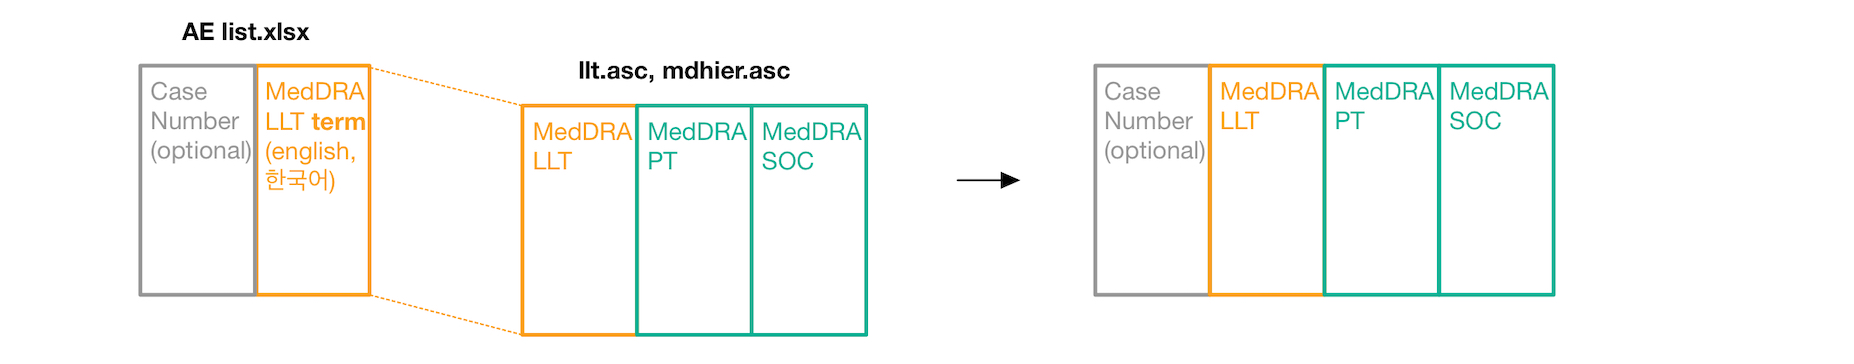 AE list.xlsx
Case
Number
(optional)
MedDRA
LLT term
(english,
한국어)
llt.asc, mdhier.asc
MedDRA
LLT
MedDRA
PT
MedDRA
SOC
Case
Number
(optional)
MedDRA
LLT
MedDRA
PT
MedDRA
SOC